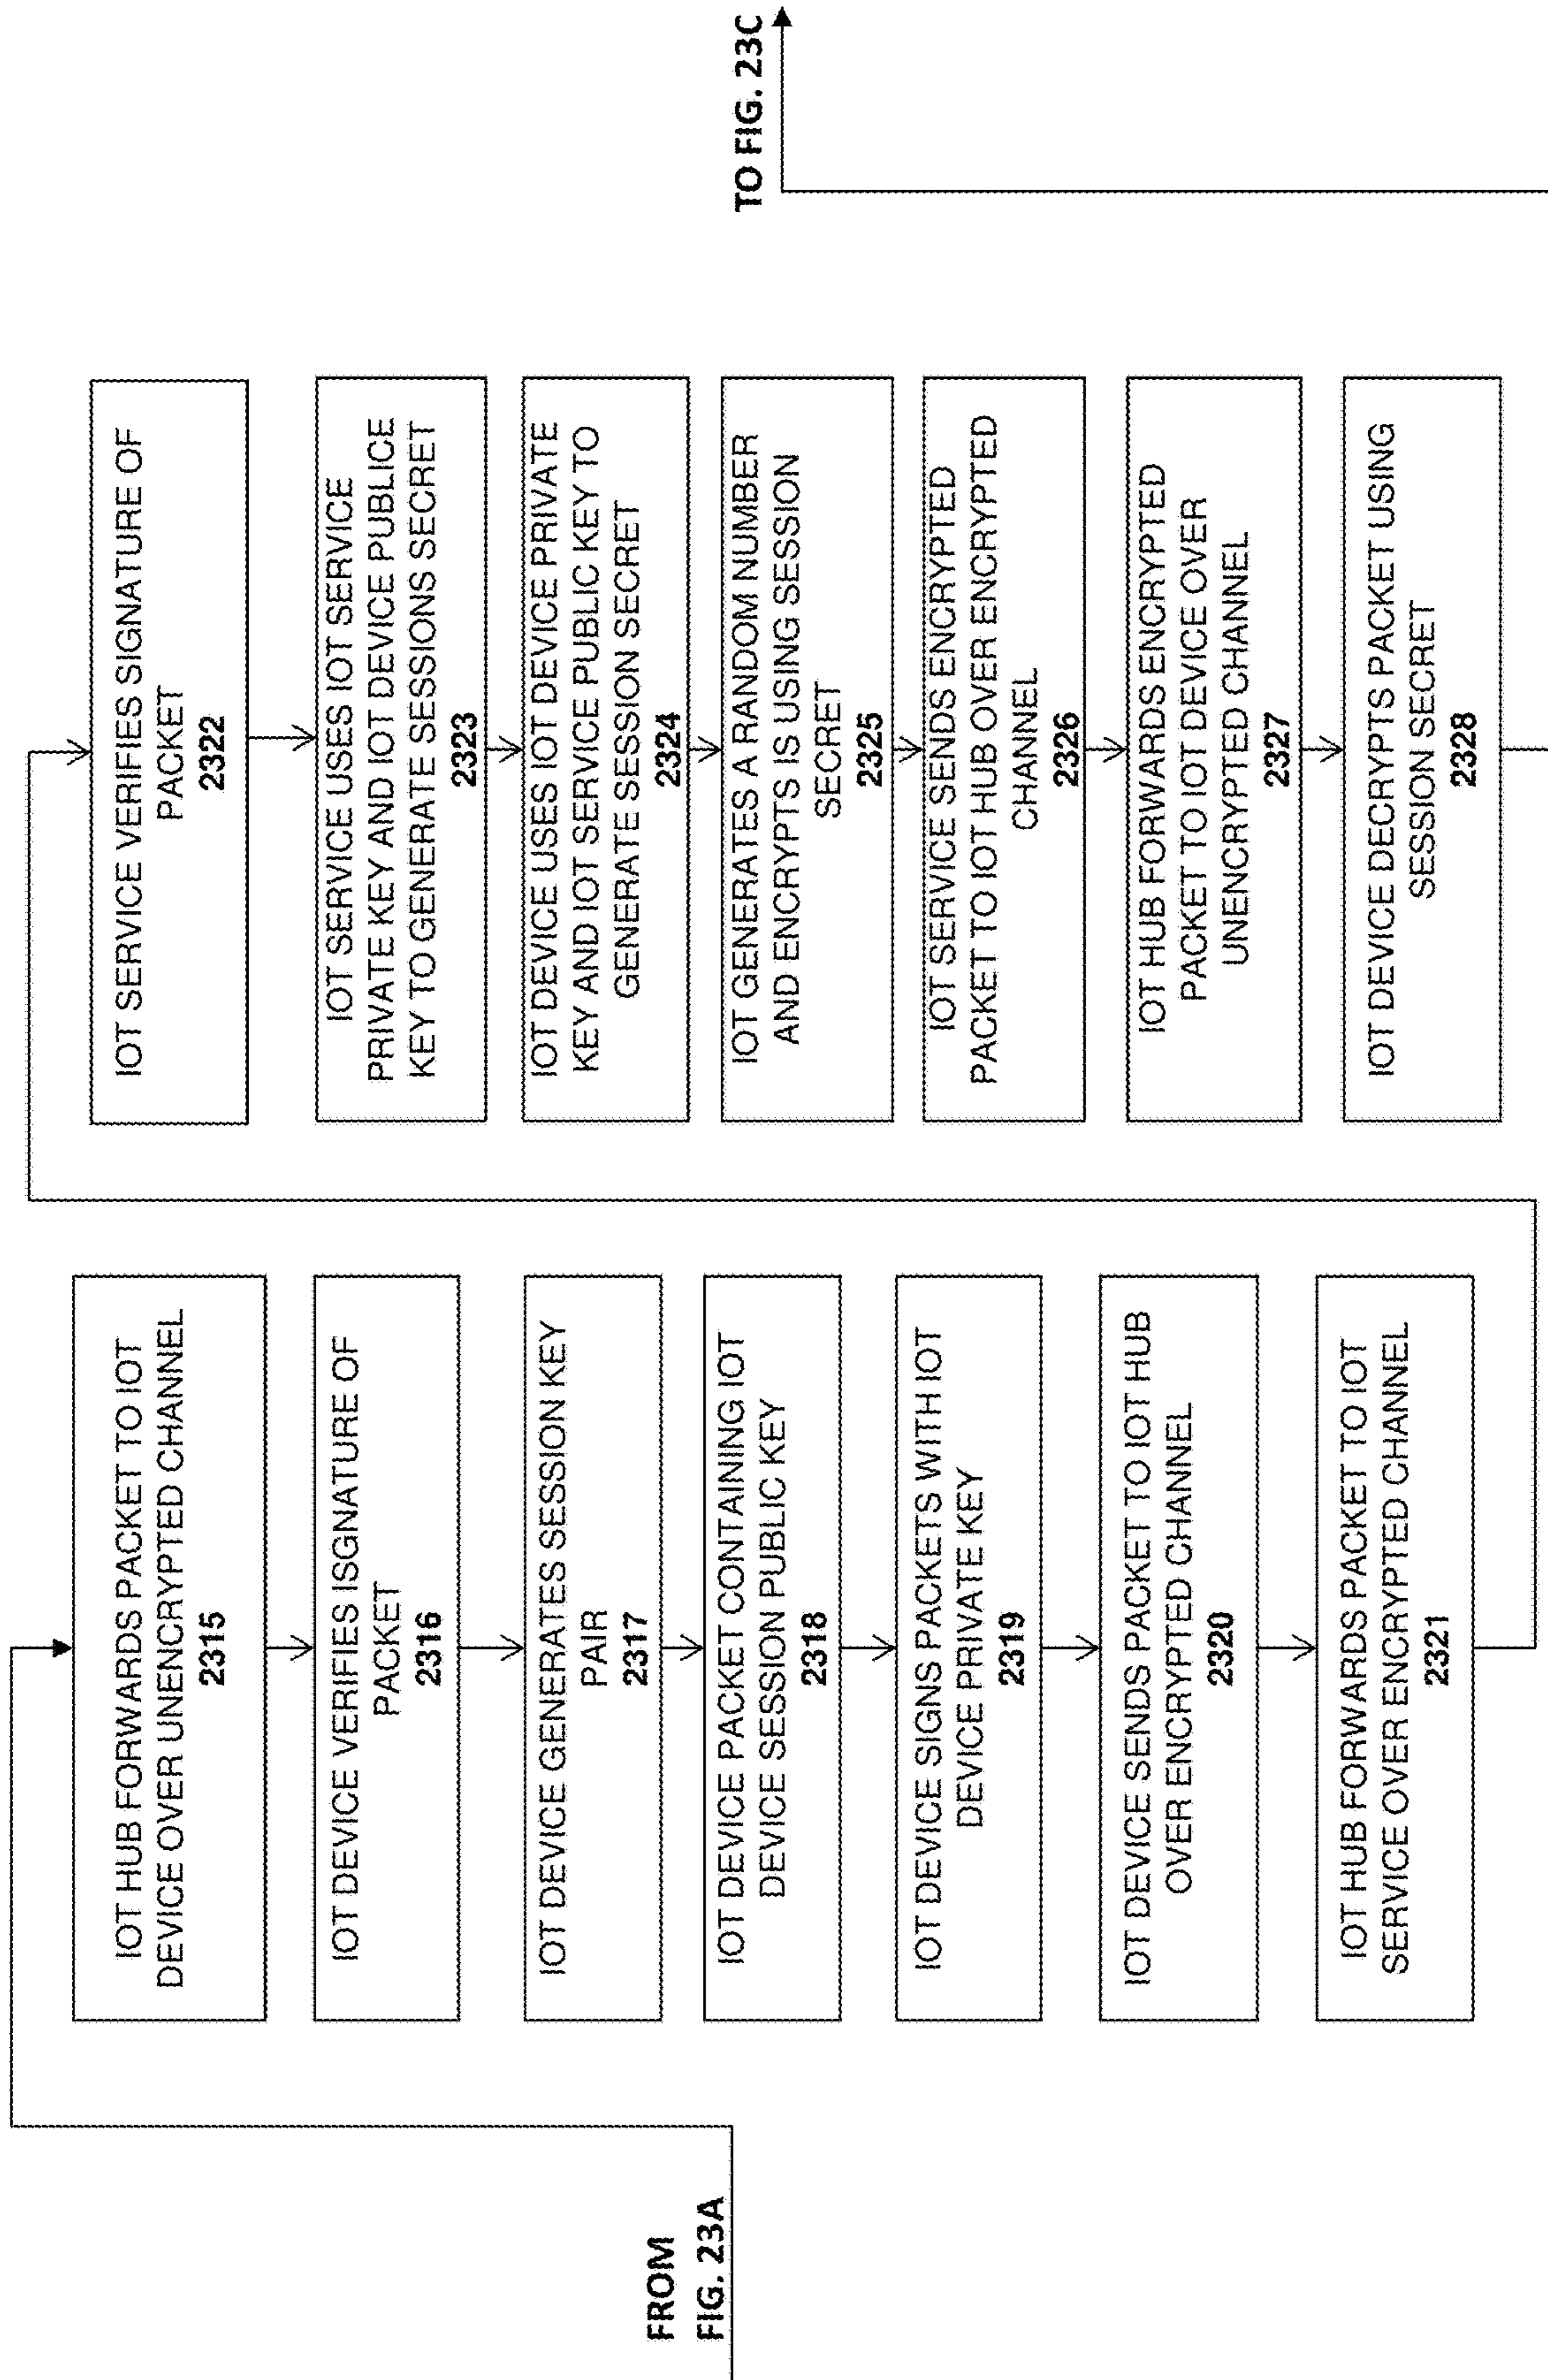 FROM
FIG. 23A
IOT HUB FORWARDS PACKET TO IOT
DEVICE OVER UNENCRYPTED CHANNEL
2315
IOT DEVICE VERIFIES ISGNATURE OF
PACKET
2316
IOT DEVICE GENERATES SESSION KEY
PAIR
2317
IOT DEVICE PACKET CONTAINING IOT
DEVICE SESSION PUBLIC KEY
2318
IOT DEVICE SIGNS PACKETS WITH IOT
DEVICE PRIVATE KEY
2319
IOT DEVICE SENDS PACKET TO IOT HUB
OVER ENCRYPTED CHANNEL
2320
IOT HUB FORWARDS PACKET TO IOT
SERVICE OVER ENCRYPTED CHANNEL
2321
IOT SERVICE VERIFIES SIGNATURE OF
PACKET
2322
IOT SERVICE USES IOT SERVICE
PRIVATE KEY AND IOT DEVICE PUBLICE
KEY TO GENERATE SESSIONS SECRET
2323
IOT DEVICE USES IOT DEVICE PRIVATE
KEY AND IOT SERVICE PUBLIC KEY TO
GENERATE SESSION SECRET
2324
IOT GENERATES A RANDOM NUMBER
AND ENCRYPTS IS USING SESSION
SECRET
2325
IOT SERVICE SENDS ENCRYPTED
PACKET TO IOT HUB OVER ENCRYPTED
CHANNEL
2326
IOT HUB FORWARDS ENCRYPTED
PACKET TO IOT DEVICE OVER
UNENCRYPTED CHANNEL
2327
IOT DEVICE DECRYPTS PACKET USING
SESSION SECRET
2328
TO FIG. 23C